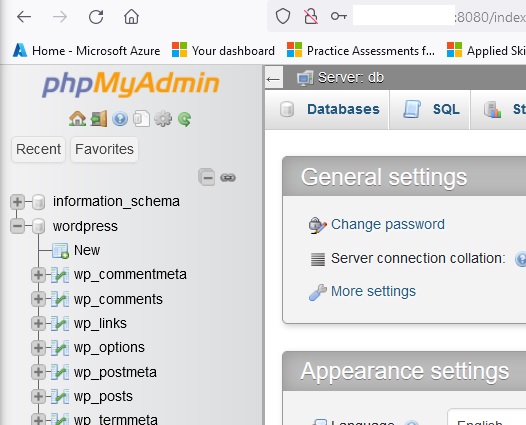 :8080/index
Home - Microsoft Azure
Your dashboard
Practice Assessments f...
Applied Ski
phpMyAdmin
Recent
Favorites
information_schema
wordpress
New
wp_commentmeta
wp_comments
wp_links
wp_options
wp_postmeta
wp_posts
wp_termmeta
Server: db
Databases
SQL
St
General settings
Change password
Server connection collation:
More settings
Appearance settings
Language
English